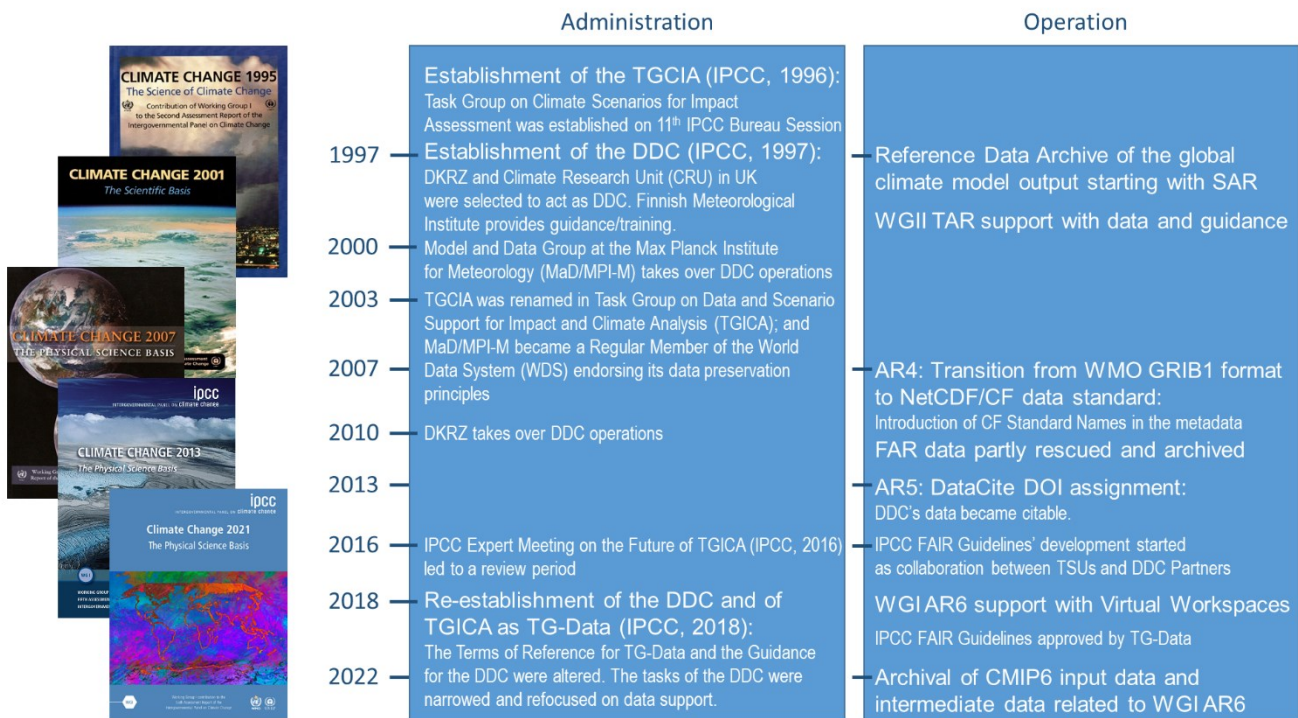 Administration
Operation
CLIMATE CHANGE 1995
The Science of Climate Change
Contribution of Working Group I
to the Second Assessment Report of the
Intergovernmental Panel on Climate Change
CLIMATE CHANGE 2001
The Scientific Basis
CLIMATE CHANGE 2007
THE PHYSICAL SCIENCE BASIS
ipcc
INTERGOVERNMENTAL PANEL ON climate change
CLIMATE CHANGE 2013
The Physical Science Basis
ipcc
INTERGOVERNMENTAL PANEL ON climate change
Climate Change 2021
The Physical Science Basis
1997
2000
2003
2007
2010
2013
2016
2018
2022
Establishment of the TGCIA (IPCC, 1996):
Task Group on Climate Scenarios for Impact
Assessment was established on 11th IPCC Bureau Session
Establishment of the DDC (IPCC, 1997):
DKRZ and Climate Research Unit (CRU) in UK
were selected to act as DDC. Finnish Meteorological
Institute provides guidance/training.
Model and Data Group at the Max Planck Institute
for Meteorology (MaD/MPI-M) takes over DDC operations
TGCIA was renamed in Task Group on Data and Scenario
Support for Impact and Climate Analysis (TGICA); and
MaD/MPI-M became a Regular Member of the World
Data System (WDS) endorsing its data preservation
principles
DKRZ takes over DDC operations
IPCC Expert Meeting on the Future of TGICA (IPCC, 2016)
led to a review period
Re-establishment of the DDC and of
TGICA as TG-Data (IPCC, 2018):
The Terms of Reference for TG-Data and the Guidance
for the DDC were altered. The tasks of the DDC were
narrowed and refocused on data support.
Reference Data Archive of the global
climate model output starting with SAR
WGII TAR support with data and guidance
AR4: Transition from WMO GRIB1 format
to NetCDF/CF data standard:
Introduction of CF Standard Names in the metadata
FAR data partly rescued and archived
AR5: DataCite DOI assignment:
DDC's data became citable.
IPCC FAIR Guidelines' development started
as collaboration between TSUs and DDC Partners
WGI AR6 support with Virtual Workspaces
IPCC FAIR Guidelines approved by TG-Data
Archival of CMIP6 input data and
intermediate data related to WGI AR6